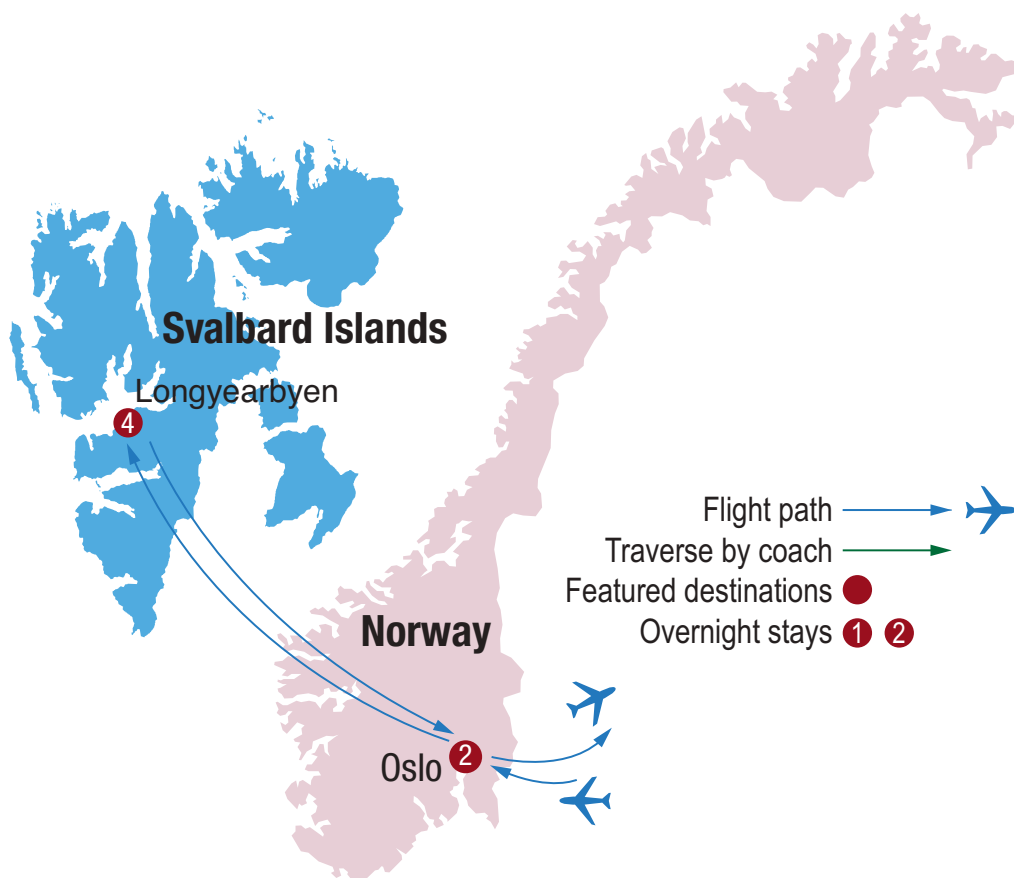 Svalbard Islands
Longyearbyen
4
Flight path
Traverse by coach
Featured destinations
Overnight stays 1 2
Norway
Oslo 2